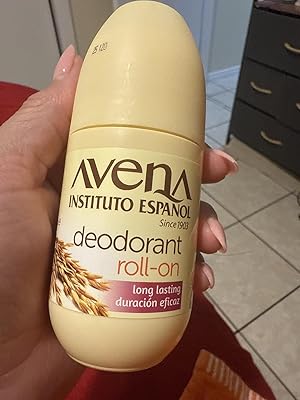 AVENA
INSTITUTO ESPAÑOL
Since 1903
deodorant
roll-on
long lasting
duración eficaz